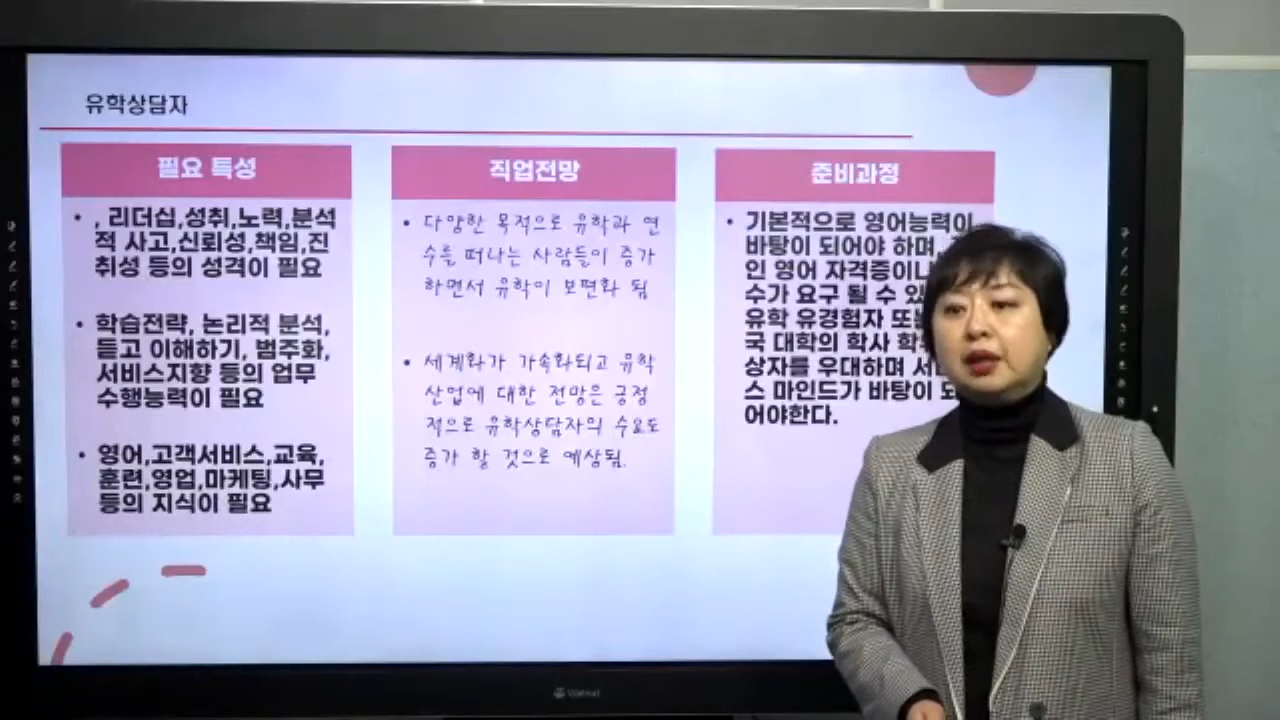 유학상담자
필요 특성
, 리더십,성취,노력,분석
적 사고,신뢰성,책임,진
취성 등의 성격이 필요
학습전략, 논리적 분석,
듣고 이해하기, 범주화,
서비스지향 등의 업무
수행능력이 필요
영어,고객서비스,교육,
훈련,영업,마케팅,사무
등의 지식이 필요
직업전망
다양한 목적으로 유학과 연
수를 떠나는 사람들이 증가
하면서 유학이 보편화 됨
세계화가 가속화되고 유학
산업에 대한 전망은 긍정
적으로 유학상담자의 수요도
증가 할 것으로 예상됨.
준비과정
기본적으로 영어능력이
바탕이 되어야 하며,
인 영어 자격증이나
수가 요구 될 수 있
유학 유경험자 또는
국 대학의 학사 학
상자를 우대하며 서
스 마인드가 바탕이 되
어야한다.